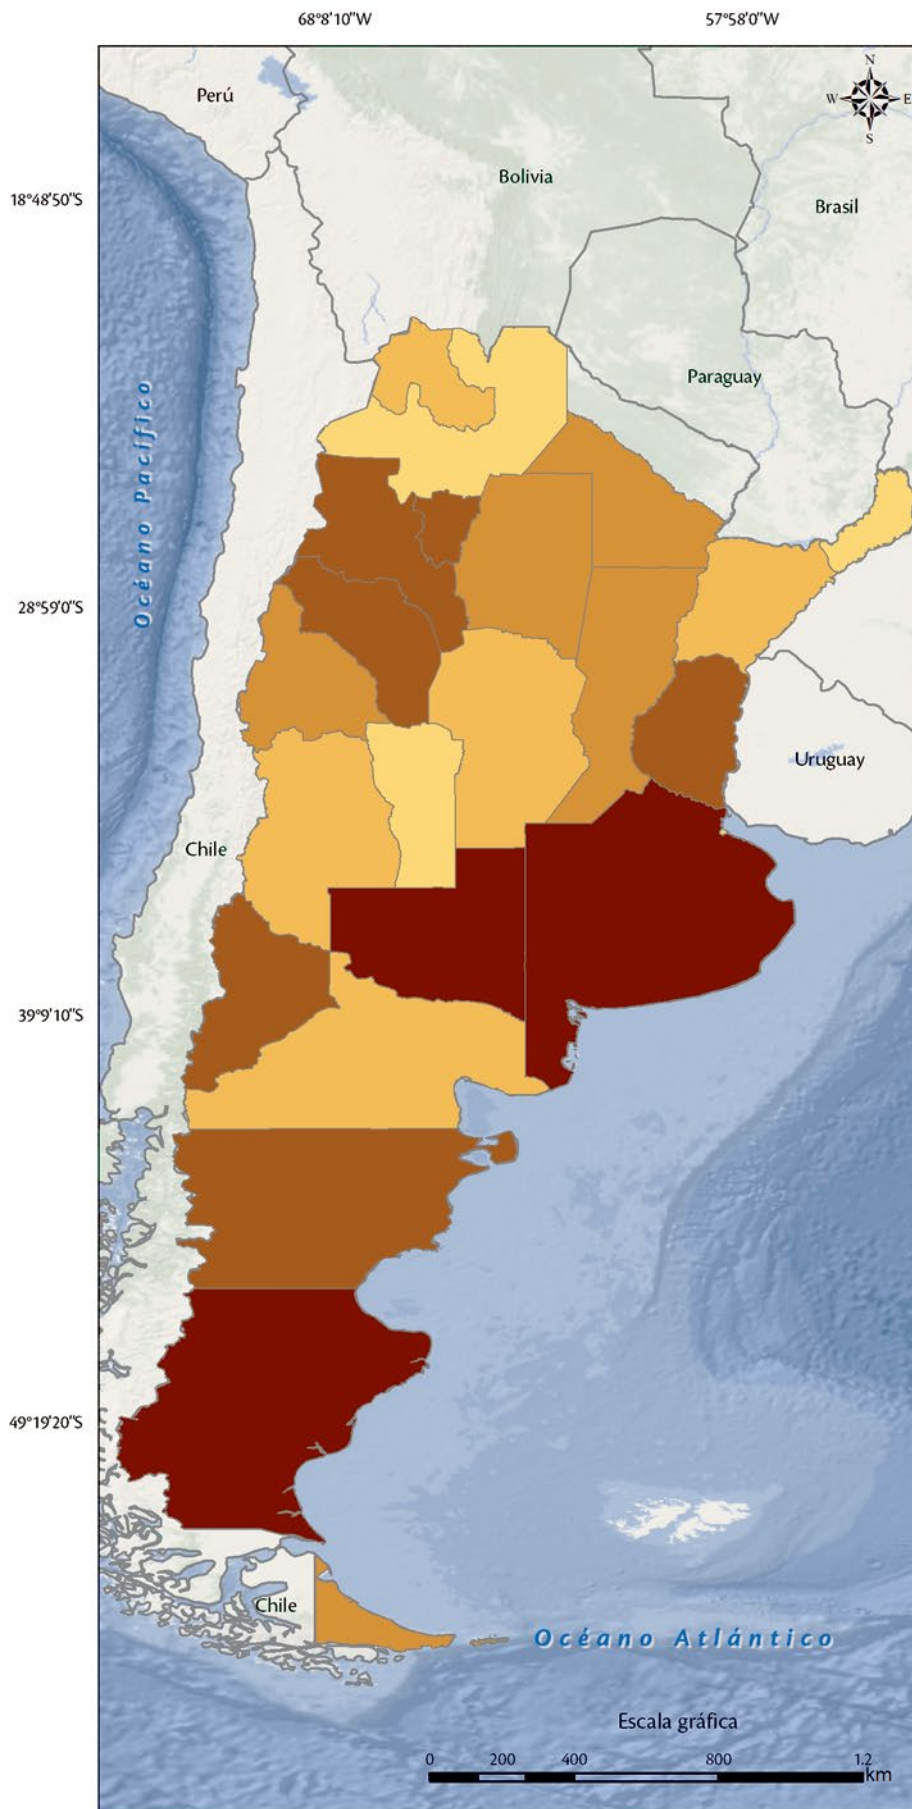 68°8'10"W
57°58'0"W
Perú
N
W
E
S
Bolivia
18°48'50"S
Brasil
Paraguay
Océano Pacífico
28°59'0"S
Uruguay
Chile
39°9'10"S
49°19'20"S
Chile
Océano Atlántico
Escala gráfica
0 200 400 800 1.2
km